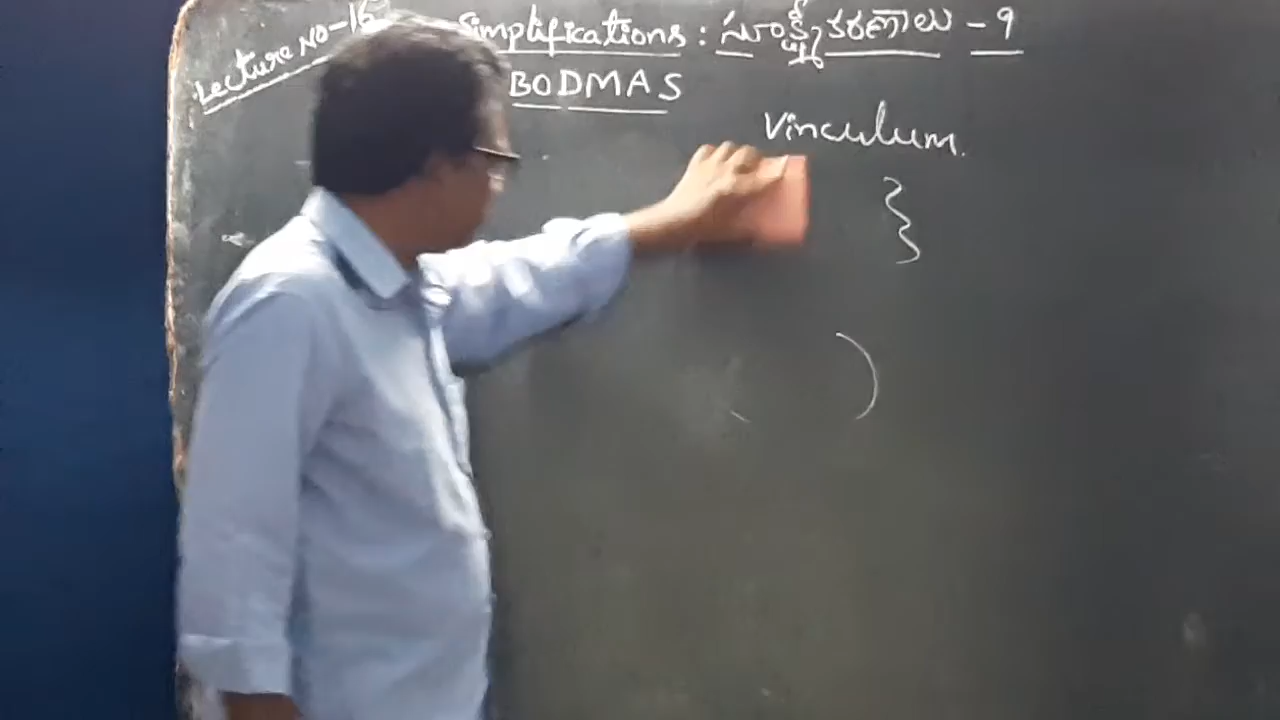 Lecture No-15
Simplifications : సూక్ష్మీకరణాలు - 9
BODMAS
Vinculum.
}
)